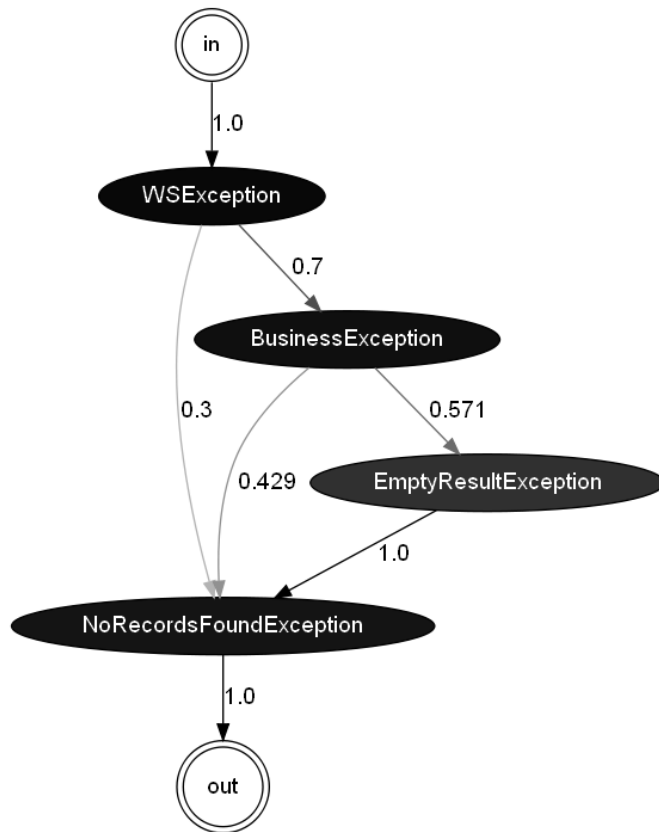 in
1.0
WSException
0.7
BusinessException
0.3
0.429
0.571
EmptyResultException
1.0
NoRecordsFoundException
1.0
out